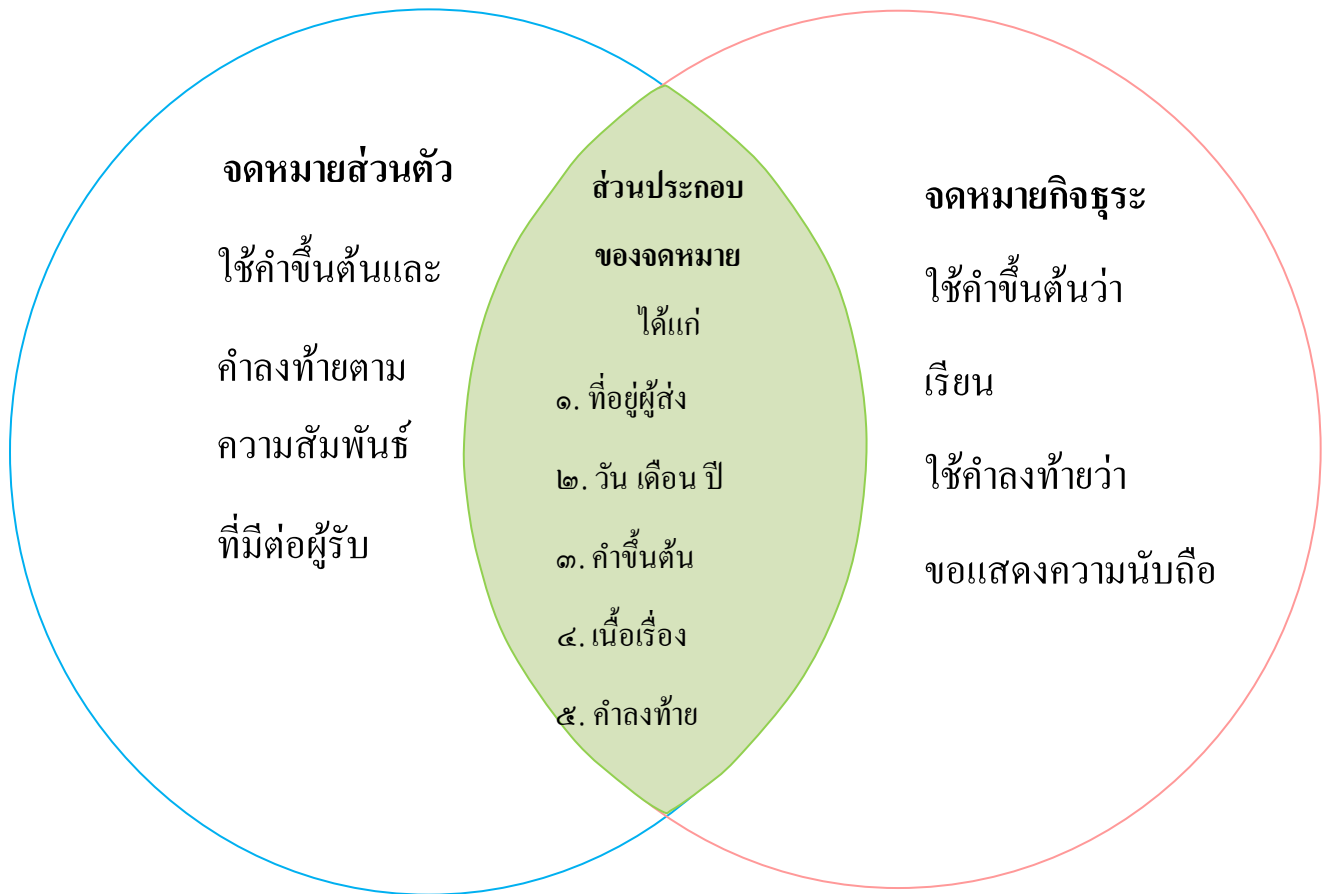 จดหมายส่วนตัว
ใช้คำขึ้นต้นและ
คำลงท้ายตาม
ความสัมพันธ์
ที่มีต่อผู้รับ
ส่วนประกอบ
ของจดหมาย
ได้แก่
๑. ที่อยู่ผู้ส่ง
๒. วัน เดือน ปี
๓. คำขึ้นต้น
๔. เนื้อเรื่อง
๕. คำลงท้าย
จดหมายกิจธุระ
ใช้คำขึ้นต้นว่า
เรียน
ใช้คำลงท้ายว่า
ขอแสดงความนับถือ